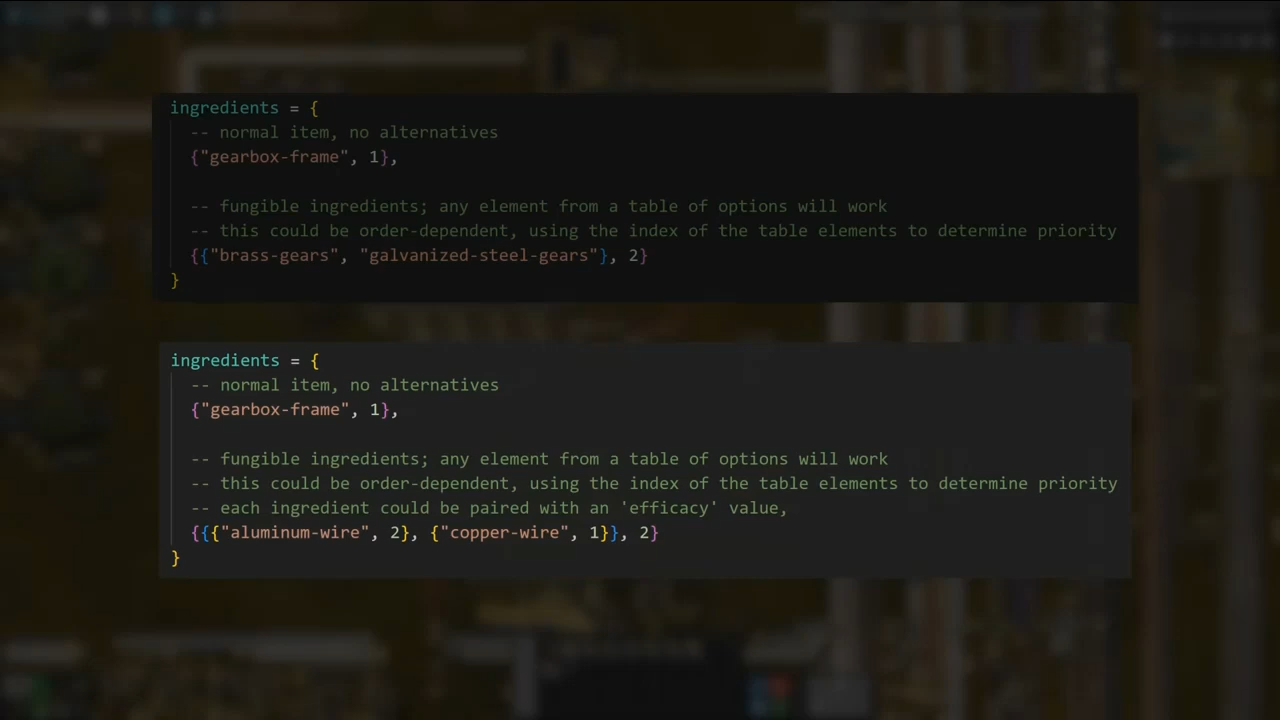 ingredients = {
-- normal item, no alternatives
{"gearbox-frame", 1},
-- fungible ingredients; any element from a table of options will work
-- this could be order-dependent, using the index of the table elements to determine priority
{{"brass-gears", "galvanized-steel-gears"}, 2}
}
ingredients = {
-- normal item, no alternatives
{"gearbox-frame", 1},
-- fungible ingredients; any element from a table of options will work
-- this could be order-dependent, using the index of the table elements to determine priority
-- each ingredient could be paired with an 'efficacy' value,
{{{"aluminum-wire", 2}, {"copper-wire", 1}}, 2}
}